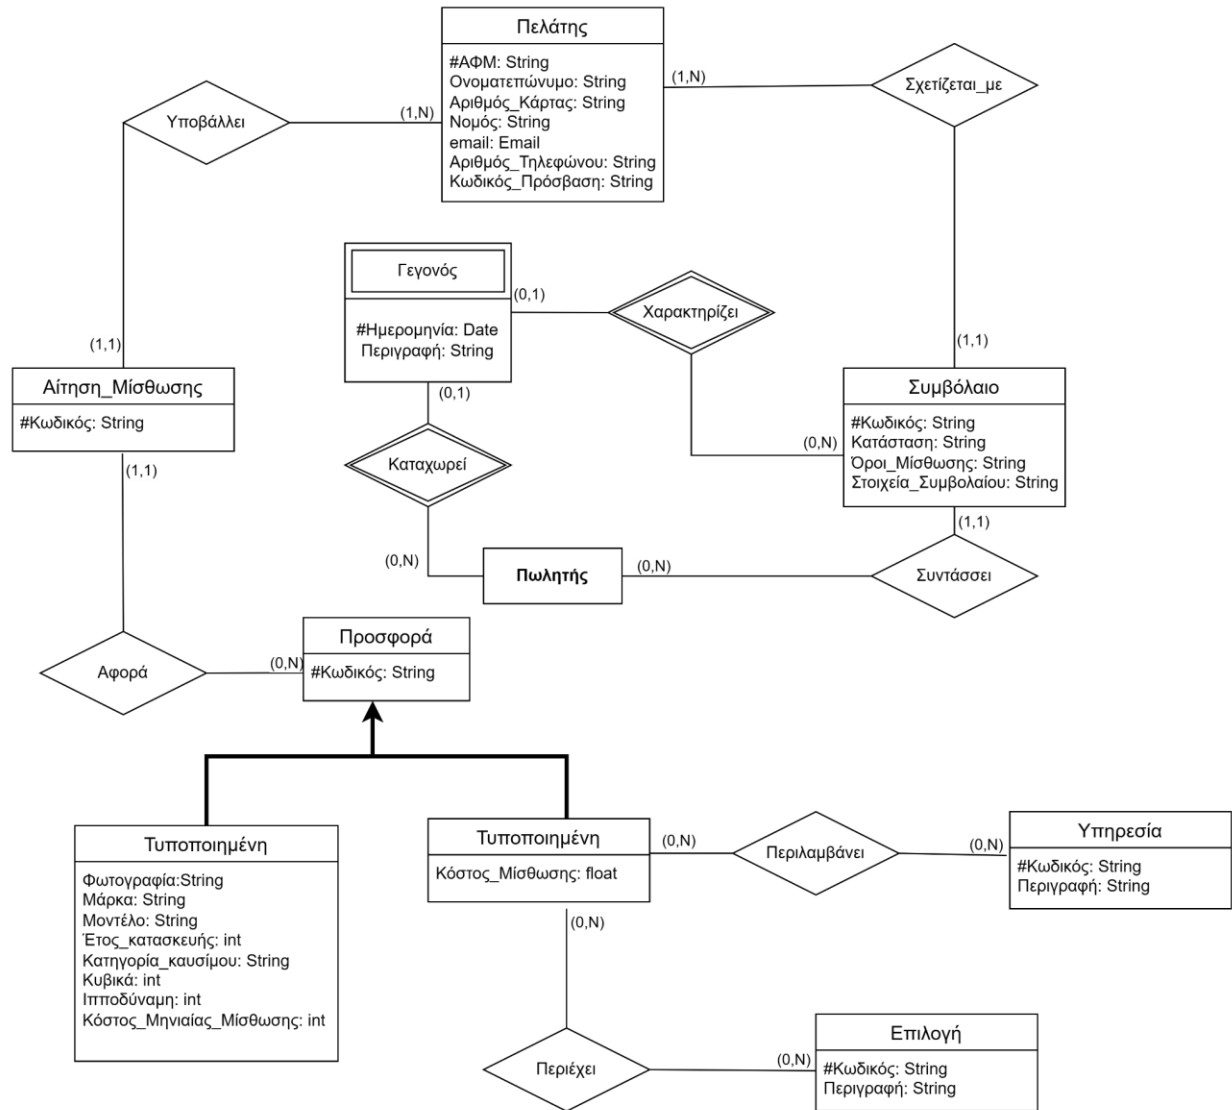 Πελάτης
#ΑΦΜ: String
Ονοματεπώνυμο: String
Αριθμός_Κάρτας: String
Νομός: String
email: Email
Αριθμός_Τηλεφώνου: String
Κωδικός_Πρόσβαση: String
(1,N)
Σχετίζεται_με
Υποβάλλει
(1,N)
Γεγονός
#Ημερομηνία: Date
Περιγραφή: String
(0,1)
Χαρακτηρίζει
(1,1)
(1,1)
Αίτηση_Μίσθωσης
#Κωδικός: String
(0,1)
Συμβόλαιο
#Κωδικός: String
Κατάσταση: String
Όροι_Μίσθωσης: String
Στοιχεία_Συμβολαίου: String
(0,N)
(1,1)
Καταχωρεί
(1,1)
(0,N)
Πωλητής
(0,N)
Συντάσσει
Προσφορά
#Κωδικός: String
Αφορά
(0,N)
Τυποποιημένη
Φωτογραφία:String
Μάρκα: String
Μοντέλο: String
Έτος_κατασκευής: int
Κατηγορία_καυσίμου: String
Κυβικά: int
Ιπποδύναμη: int
Κόστος_Μηνιαίας_Μίσθωσης: int
Τυποποιημένη
Κόστος_Μίσθωσης: float
(0,N)
Περιλαμβάνει
(0,N)
Υπηρεσία
#Κωδικός: String
Περιγραφή: String
(0,N)
Περιέχει
(0,N)
Επιλογή
#Κωδικός: String
Περιγραφή: String